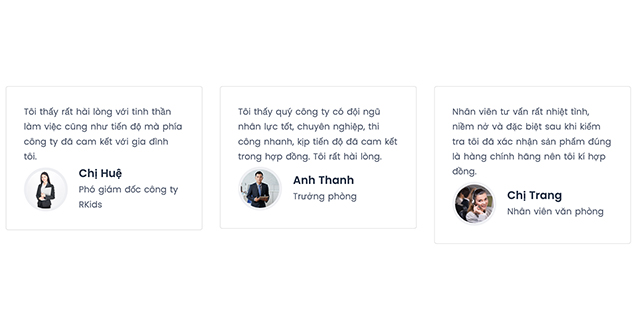 Tôi thấy rất hài lòng với tinh thần
làm việc cũng như tiến độ mà phía
công ty đã cam kết với gia đình
tôi.
Chị Huệ
Phó giám đốc công ty
RKids
Tôi thấy quý công ty có đội ngũ
nhân lực tốt, chuyên nghiệp, thi
công nhanh, kịp tiến độ đã cam kết
trong hợp đồng. Tôi rất hài lòng.
Anh Thanh
Trưởng phòng
Nhân viên tư vấn rất nhiệt tình,
niềm nở và đặc biệt sau khi kiểm
tra tôi đã xác nhận sản phẩm đúng
là hàng chính hãng nên tôi kí hợp
đồng.
Chị Trang
Nhân viên văn phòng